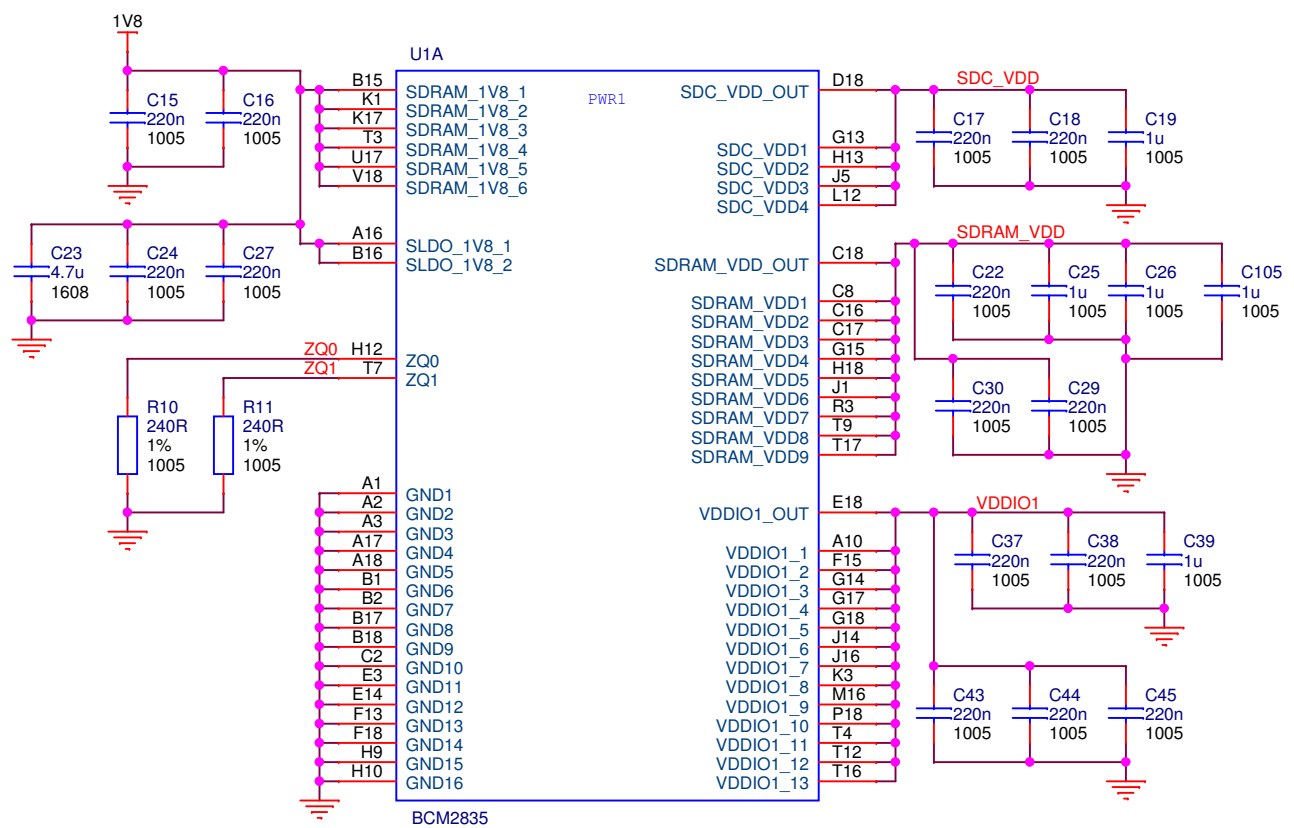 1V8
U1A
PWR1
C15
220n
1005
C16
220n
1005
B15 SDRAM_1V8_1
K1 SDRAM_1V8_2
K17 SDRAM_1V8_3
T3 SDRAM_1V8_4
U17 SDRAM_1V8_5
V18 SDRAM_1V8_6
A16 SLDO_1V8_1
B16 SLDO_1V8_2
C23
4.7u
1608
C24
220n
1005
C27
220n
1005
ZQ0 H12 ZQ0
ZQ1 T7 ZQ1
R10
240R
1%
1005
R11
240R
1%
1005
A1 GND1
A2 GND2
A3 GND3
A17 GND4
A18 GND5
B1 GND6
B2 GND7
B17 GND8
B18 GND9
C2 GND10
E3 GND11
E14 GND12
F13 GND13
F18 GND14
H9 GND15
H10 GND16
SDC_VDD_OUT D18
SDC_VDD
SDC_VDD1 G13
SDC_VDD2 H13
SDC_VDD3 J5
SDC_VDD4 L12
C17
220n
1005
C18
220n
1005
C19
1u
1005
SDRAM_VDD_OUT C18
SDRAM_VDD
SDRAM_VDD1 C8
SDRAM_VDD2 C16
SDRAM_VDD3 C17
SDRAM_VDD4 G15
SDRAM_VDD5 H18
SDRAM_VDD6 J1
SDRAM_VDD7 R3
SDRAM_VDD8 T9
SDRAM_VDD9 T17
C22
220n
1005
C25
1u
1005
C26
1u
1005
C105
1u
1005
C30
220n
1005
C29
220n
1005
VDDIO1_OUT E18
VDDIO1
VDDIO1_1 A10
VDDIO1_2 F15
VDDIO1_3 G14
VDDIO1_4 G17
VDDIO1_5 G18
VDDIO1_6 J14
VDDIO1_7 J16
VDDIO1_8 K3
VDDIO1_9 M16
VDDIO1_10 P18
VDDIO1_11 T4
VDDIO1_12 T12
VDDIO1_13 T16
C37
220n
1005
C38
220n
1005
C39
1u
1005
C43
220n
1005
C44
220n
1005
C45
220n
1005
BCM2835